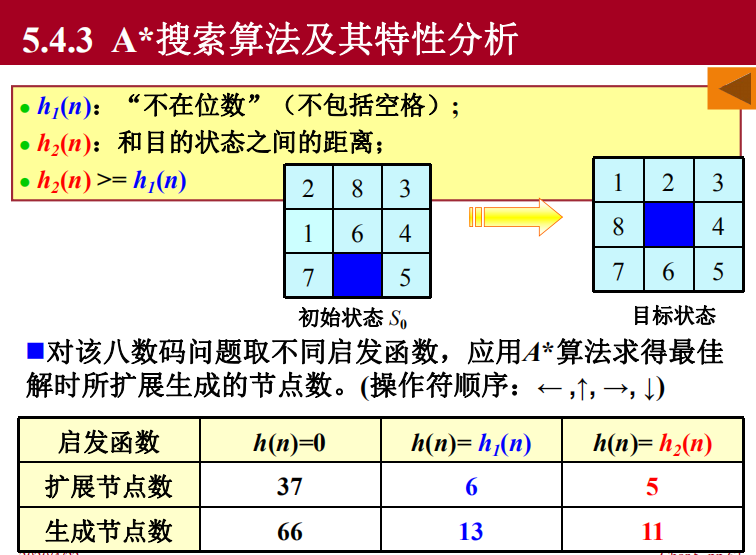 5.4.3 A*搜索算法及其特性分析
● h1(n)：“不在位数”（不包括空格）;
● h2(n)：和目的状态之间的距离；
● h2(n) >= h1(n)
2 8 3
1 6 4
7 5
初始状态 S0
1 2 3
8 4
7 6 5
目标状态
■对该八数码问题取不同启发函数，应用A*算法求得最佳
解时所扩展生成的节点数。(操作符顺序：← ,↑, →, ↓)
启发函数 h(n)=0 h(n)= h1(n) h(n)= h2(n)
扩展节点数 37 6 5
生成节点数 66 13 11